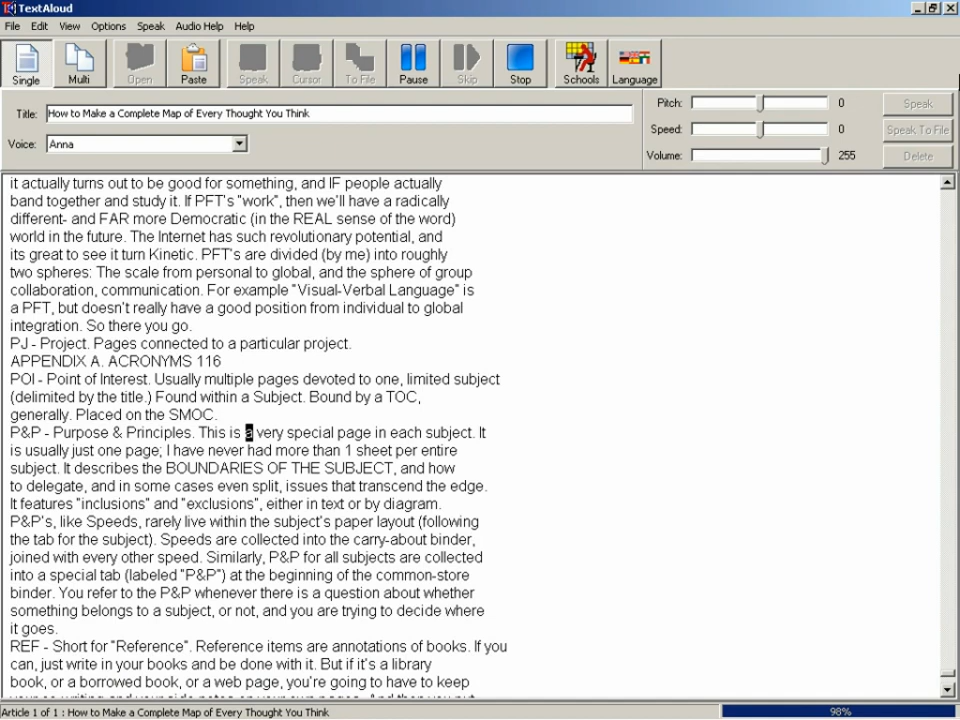 TextAloud
File Edit View Options Speak Audio Help Help
Single Multi Open Paste Speak Cursor To File Pause Skip Stop Schools Language
Title: How to Make a Complete Map of Every Thought You Think
Voice: Anna
Pitch: 0 Speak
Speed: 0 Speak To File
Volume: 255 Delete
it actually turns out to be good for something, and IF people actually
band together and study it. If PFT's "work", then we'll have a radically
different- and FAR more Democratic (in the REAL sense of the word)
world in the future. The Internet has such revolutionary potential, and
its great to see it turn Kinetic. PFT's are divided (by me) into roughly
two spheres: The scale from personal to global, and the sphere of group
collaboration, communication. For example "Visual-Verbal Language" is
a PFT, but doesn't really have a good position from individual to global
integration. So there you go.
PJ - Project. Pages connected to a particular project.
APPENDIX A. ACRONYMS 116
POI - Point of Interest. Usually multiple pages devoted to one, limited subject
(delimited by the title.) Found within a Subject. Bound by a TOC,
generally. Placed on the SMOC.
P&P - Purpose & Principles. This is a very special page in each subject. It
is usually just one page; I have never had more than 1 sheet per entire
subject. It describes the BOUNDARIES OF THE SUBJECT, and how
to delegate, and in some cases even split, issues that transcend the edge.
It features "inclusions" and "exclusions", either in text or by diagram.
P&P's, like Speeds, rarely live within the subject's paper layout (following
the tab for the subject). Speeds are collected into the carry-about binder,
joined with every other speed. Similarly, P&P for all subjects are collected
into a special tab (labeled "P&P") at the beginning of the common-store
binder. You refer to the P&P whenever there is a question about whether
something belongs to a subject, or not, and you are trying to decide where
it goes.
REF - Short for "Reference". Reference items are annotations of books. If you
can, just write in your books and be done with it. But if it's a library
book, or a borrowed book, or a web page, you're going to have to keep
Article 1 of 1 : How to Make a Complete Map of Every Thought You Think
98%